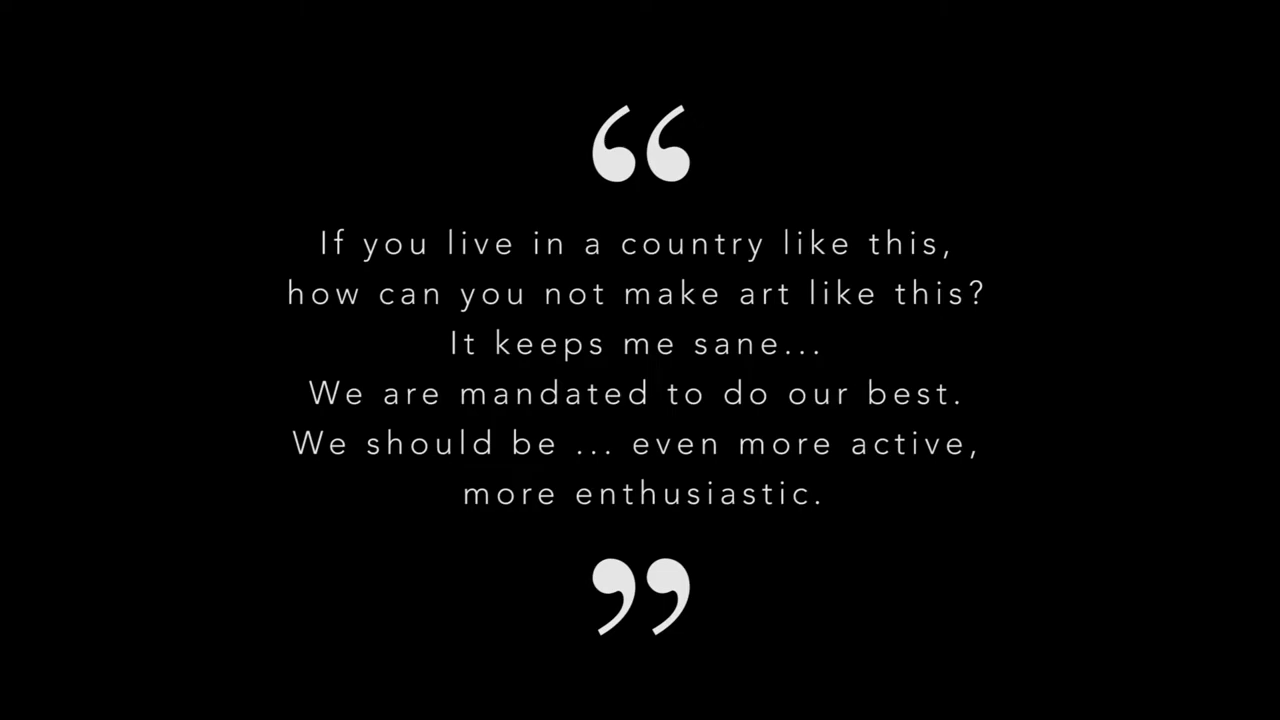 “
If you live in a country like this,
how can you not make art like this?
It keeps me sane...
We are mandated to do our best.
We should be ... even more active,
more enthusiastic.
”